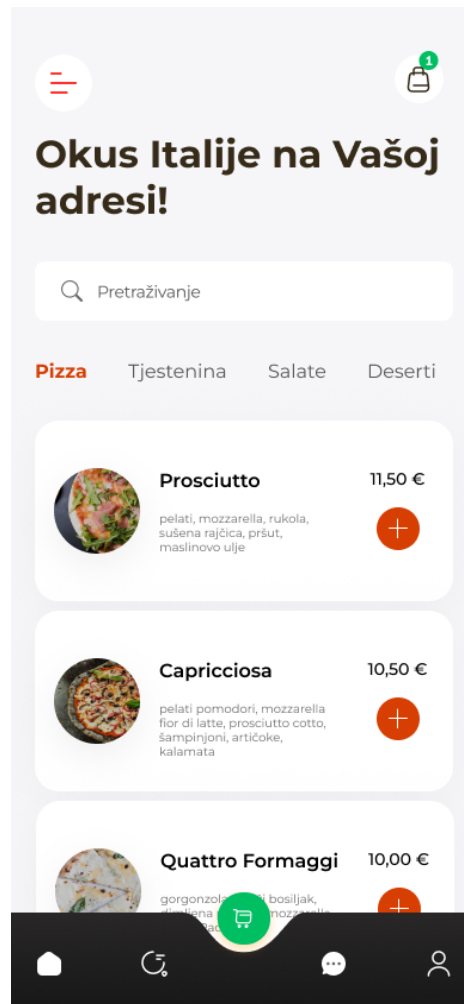 1
Okus Italije na Vašoj
adresi!
Pretraživanje
Pizza Tjestenina Salate Deserti
Prosciutto 11,50 €
pelati, mozzarella, rukola,
sušena rajčica, pršut,
maslinovo ulje
Capricciosa 10,50 €
pelati pomodori, mozzarella
fior di latte, prosciutto cotto,
šampinjoni, artičoke,
kalamata
Quattro Formaggi 10,00 €
bosiljak,